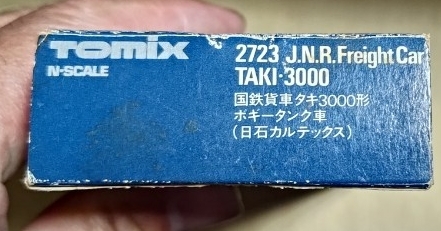 TOMIX
N-SCALE
2723 J.N.R.Freight Car
TAKI-3000
国鉄貨車タキ3000形
ボギータンク車
(日石カルテックス)